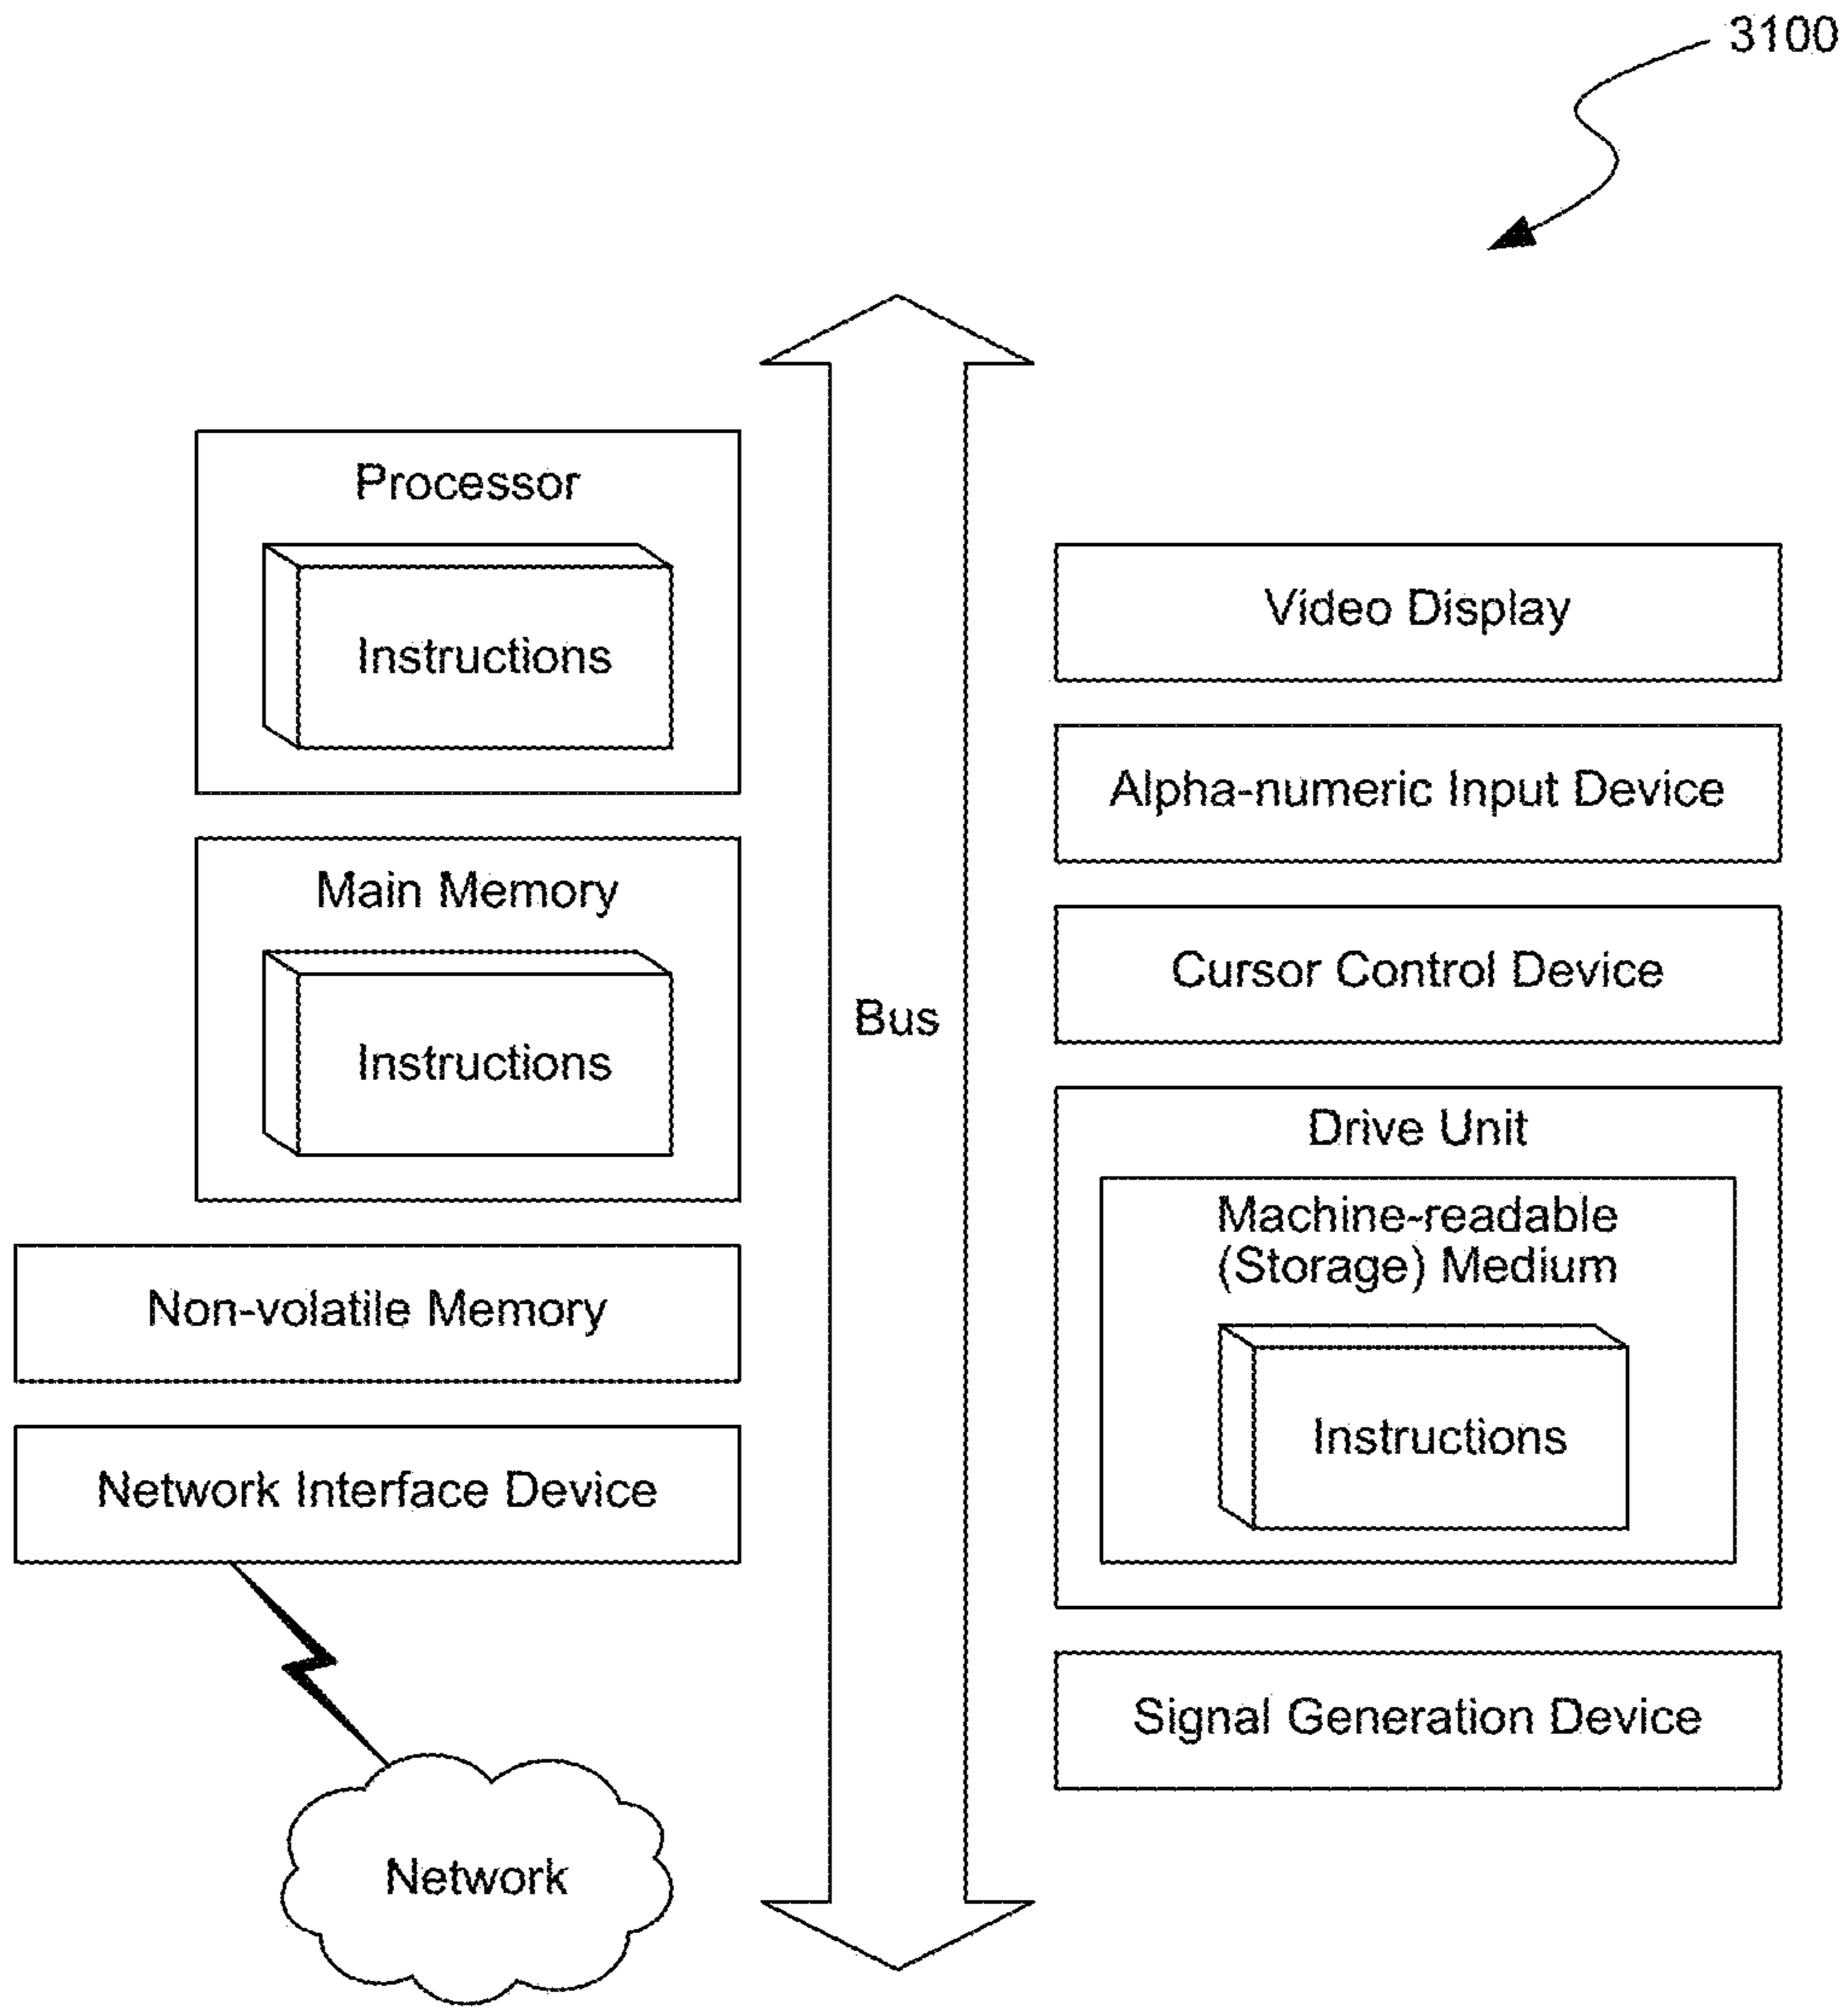 3100
Processor
Instructions
Main Memory
Instructions
Non-volatile Memory
Network Interface Device
Network
Bus
Video Display
Alpha-numeric Input Device
Cursor Control Device
Drive Unit
Machine-readable
(Storage) Medium
Instructions
Signal Generation Device